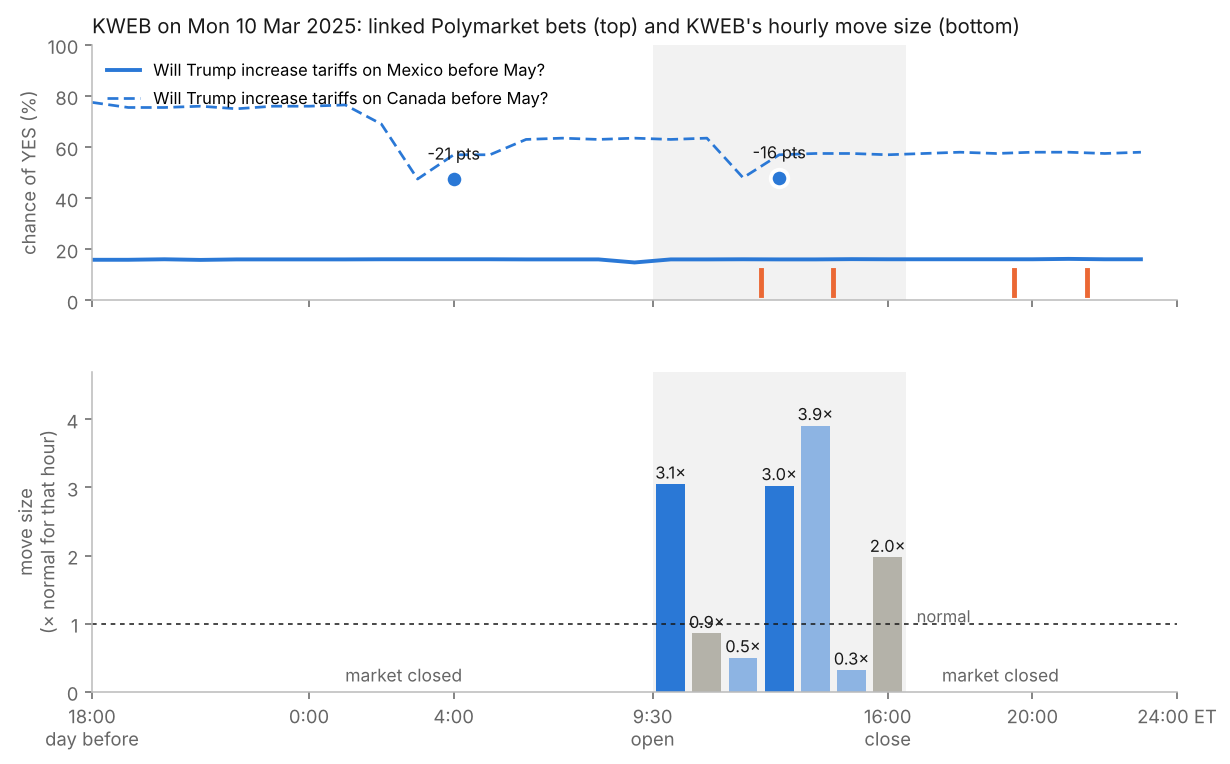 KWEB on Mon 10 Mar 2025: linked Polymarket bets (top) and KWEB's hourly move size (bottom)
100
80
60
40
20
0
chance of YES (%)
Will Trump increase tariffs on Mexico before May?
Will Trump increase tariffs on Canada before May?
-21 pts
-16 pts
4
3
2
1
0
move size
(× normal for that hour)
3.1×
0.9×
0.5×
3.0×
3.9×
0.3×
2.0×
normal
market closed
market closed
18:00
day before
0:00
4:00
9:30
open
16:00
close
20:00
24:00 ET